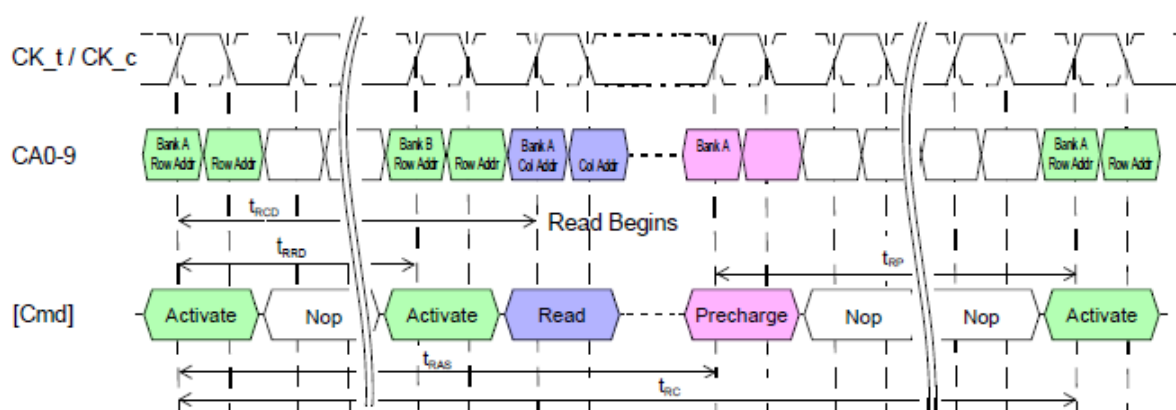 CK_t / CK_c
CA0-9
Bank A
Row Addr
Row Addr
Bank B
Row Addr
Row Addr
Bank A
Col Addr
Col Addr
Bank A
Bank A
Row Addr
Row Addr
tRCD
Read Begins
tRRD
tRP
[Cmd]
Activate
Nop
Activate
Read
Precharge
Nop
Nop
Activate
tRAS
tRC